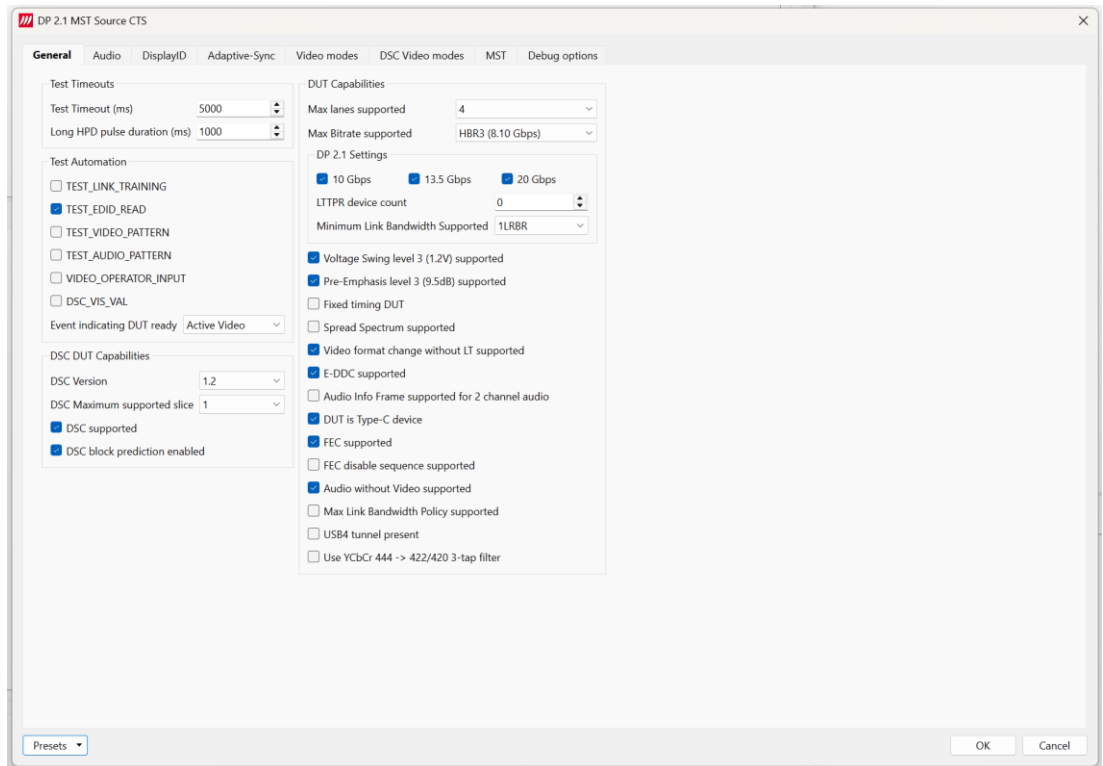 DP 2.1 MST Source CTS
General Audio DisplayID Adaptive-Sync Video modes DSC Video modes MST Debug options
Test Timeouts
Test Timeout (ms) 5000
Long HPD pulse duration (ms) 1000
Test Automation
TEST_LINK_TRAINING
TEST_EDID_READ
TEST_VIDEO_PATTERN
TEST_AUDIO_PATTERN
VIDEO_OPERATOR_INPUT
DSC_VIS_VAL
Event indicating DUT ready Active Video
DSC DUT Capabilities
DSC Version 1.2
DSC Maximum supported slice 1
DSC supported
DSC block prediction enabled
DUT Capabilities
Max lanes supported 4
Max Bitrate supported HBR3 (8.10 Gbps)
DP 2.1 Settings
10 Gbps 13.5 Gbps 20 Gbps
LTTPR device count 0
Minimum Link Bandwidth Supported 1LRBR
Voltage Swing level 3 (1.2V) supported
Pre-Emphasis level 3 (9.5dB) supported
Fixed timing DUT
Spread Spectrum supported
Video format change without LT supported
E-DDC supported
Audio Info Frame supported for 2 channel audio
DUT is Type-C device
FEC supported
FEC disable sequence supported
Audio without Video supported
Max Link Bandwidth Policy supported
USB4 tunnel present
Use YCbCr 444 -> 422/420 3-tap filter
Presets OK Cancel